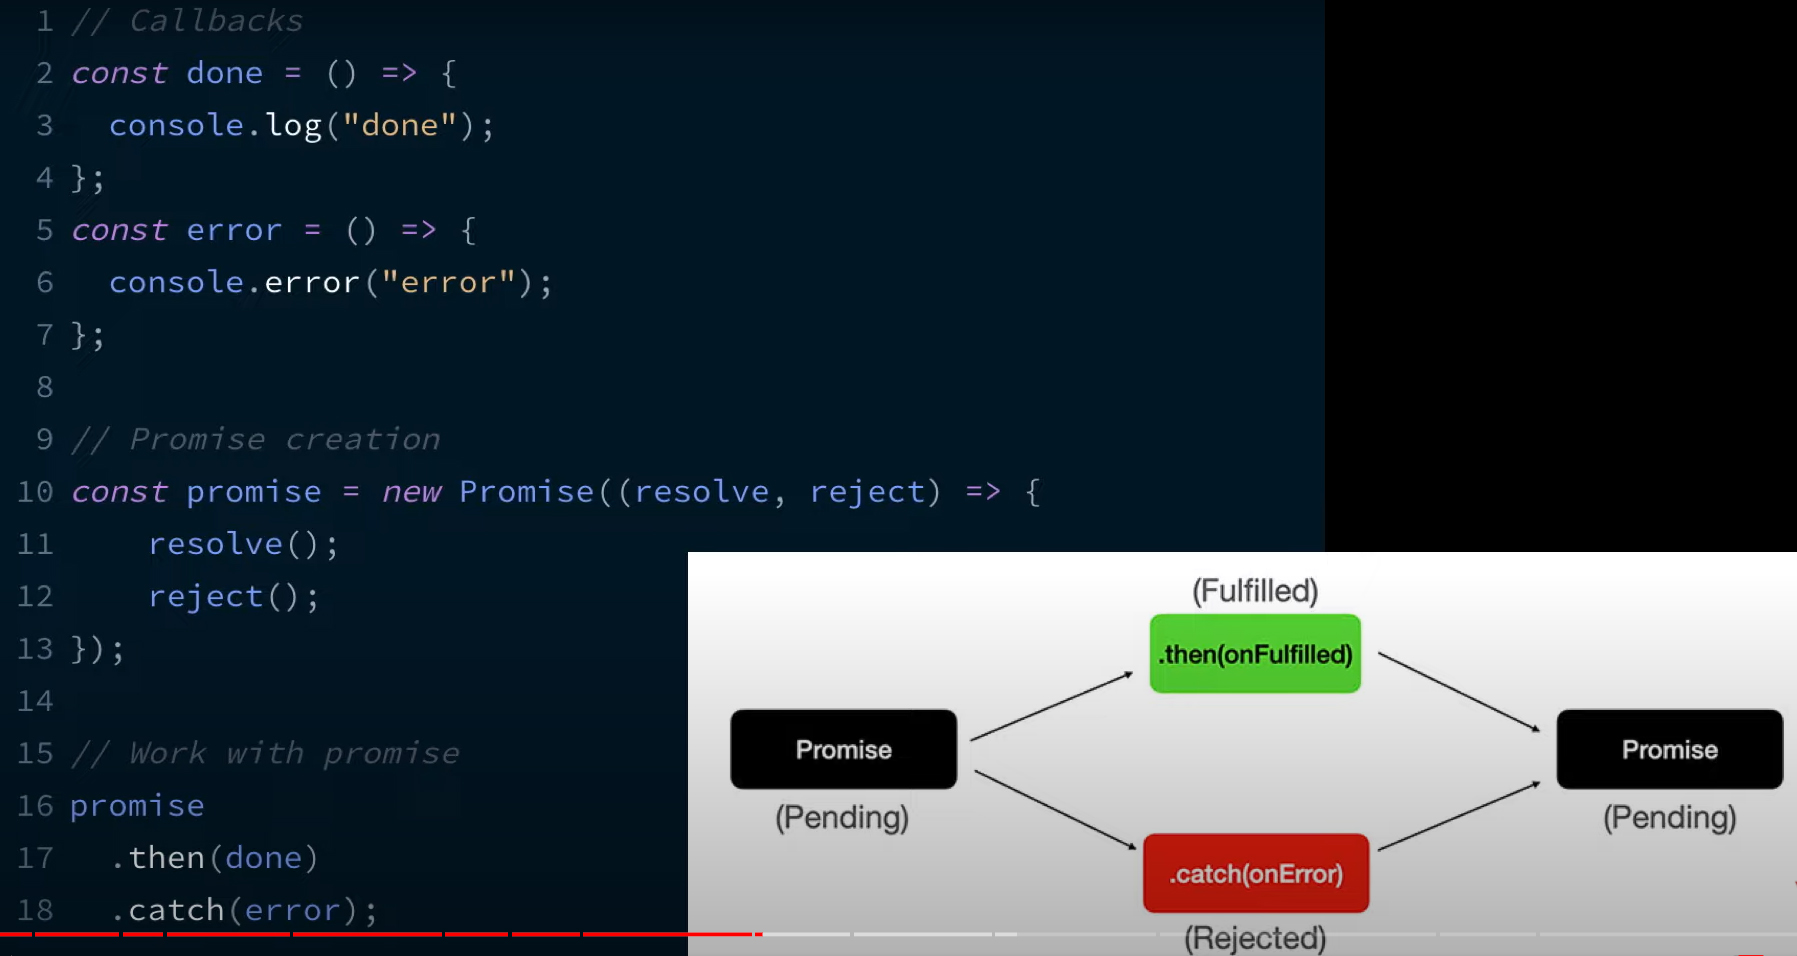 1 // Callbacks
2 const done = () => {
3 console.log("done");
4 };
5 const error = () => {
6 console.error("error");
7 };
8
9 // Promise creation
10 const promise = new Promise((resolve, reject) => {
11 resolve();
12 reject();
13 });
14
15 // Work with promise
16 promise
17 .then(done)
18 .catch(error);
(Fulfilled)
.then(onFulfilled)
Promise
(Pending)
Promise
(Pending)
.catch(onError)
(Rejected)